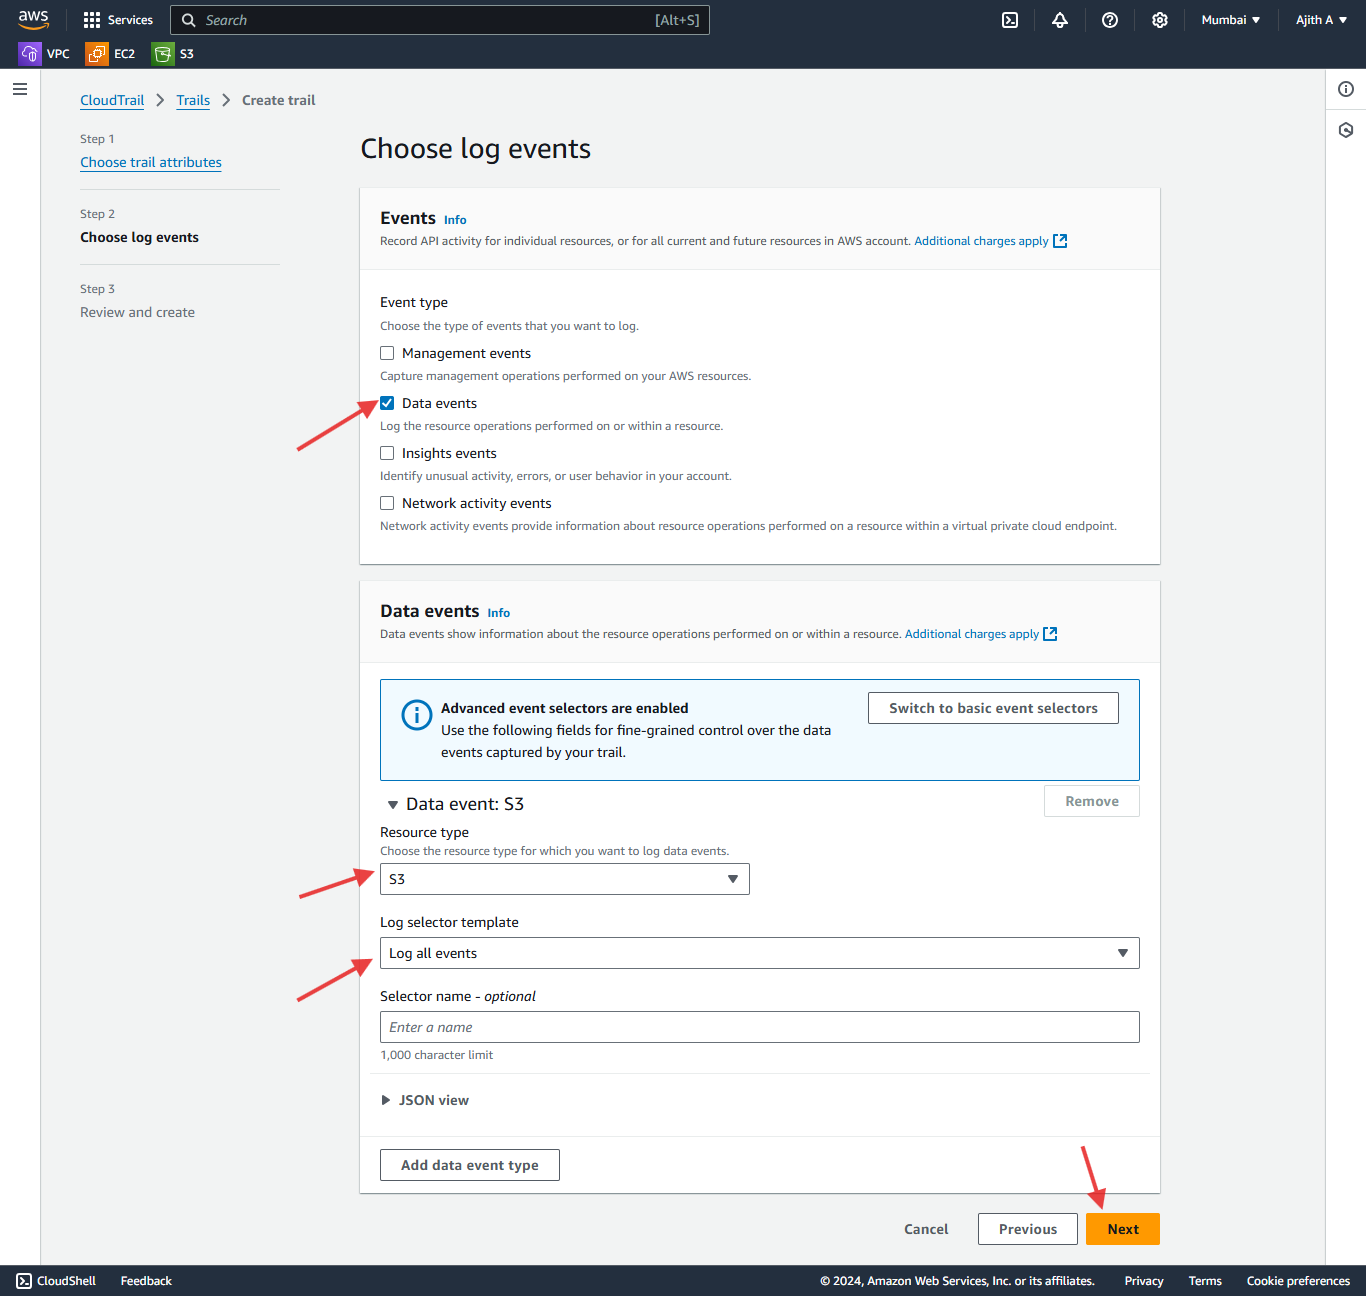 aws
Services
Search
[Alt+S]
Mumbai
Ajith A
VPC
EC2
S3
CloudTrail
Trails
Create trail
Step 1
Choose trail attributes
Step 2
Choose log events
Step 3
Review and create
Choose log events
Events Info
Record API activity for individual resources, or for all current and future resources in AWS account. Additional charges apply
Event type
Choose the type of events that you want to log.
Management events
Capture management operations performed on your AWS resources.
Data events
Log the resource operations performed on or within a resource.
Insights events
Identify unusual activity, errors, or user behavior in your account.
Network activity events
Network activity events provide information about resource operations performed on a resource within a virtual private cloud endpoint.
Data events Info
Data events show information about the resource operations performed on or within a resource. Additional charges apply
Advanced event selectors are enabled
Use the following fields for fine-grained control over the data
events captured by your trail.
Switch to basic event selectors
Data event: S3
Remove
Resource type
Choose the resource type for which you want to log data events.
S3
Log selector template
Log all events
Selector name - optional
Enter a name
1,000 character limit
JSON view
Add data event type
Cancel
Previous
Next
CloudShell
Feedback
© 2024, Amazon Web Services, Inc. or its affiliates.
Privacy
Terms
Cookie preferences